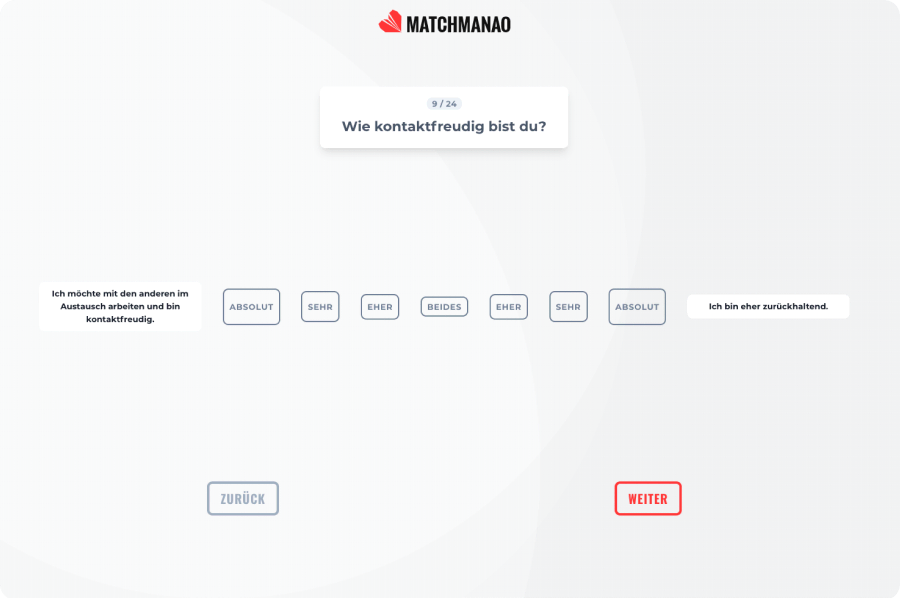 MATCHMANAO
9 / 24
Wie kontaktfreudig bist du?
Ich möchte mit den anderen im
Austausch arbeiten und bin
kontaktfreudig.
ABSOLUT
SEHR
EHER
BEIDES
EHER
SEHR
ABSOLUT
Ich bin eher zurückhaltend.
ZURÜCK
WEITER